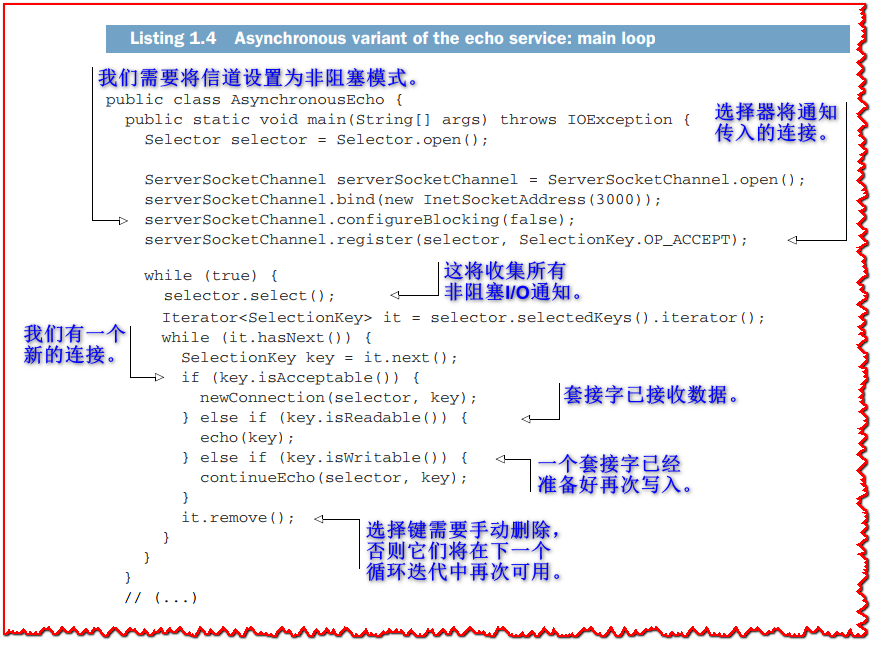 Listing 1.4 Asynchronous variant of the echo service: main loop
我们需要将信道设置为非阻塞模式。
public class AsynchronousEcho {
public static void main(String[] args) throws IOException {
Selector selector = Selector.open();
选择器将通知
传入的连接。
ServerSocketChannel serverSocketChannel = ServerSocketChannel.open();
serverSocketChannel.bind(new InetSocketAddress(3000));
serverSocketChannel.configureBlocking(false);
serverSocketChannel.register(selector, SelectionKey.OP_ACCEPT);
while (true) {
selector.select();
这将收集所有
非阻塞I/O通知。
Iterator<SelectionKey> it = selector.selectedKeys().iterator();
while (it.hasNext()) {
我们有一个
新的连接。
SelectionKey key = it.next();
if (key.isAcceptable()) {
newConnection(selector, key);
} else if (key.isReadable()) {
套接字已接收数据。
echo(key);
} else if (key.isWritable()) {
一个套接字已经
准备好再次写入。
continueEcho(selector, key);
}
it.remove();
选择键需要手动删除，
否则它们将在下一个
循环迭代中再次可用。
}
}
}
// (...)